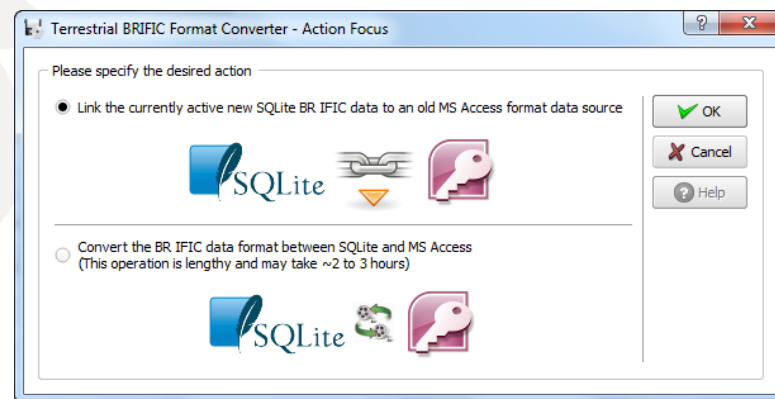 Terrestrial BRIFIC Format Converter - Action Focus
?
X
Please specify the desired action
Link the currently active new SQLite BR IFIC data to an old MS Access format data source
OK
SQLite
Cancel
? Help
Convert the BR IFIC data format between SQLite and MS Access
(This operation is lengthy and may take ~2 to 3 hours)
SQLite